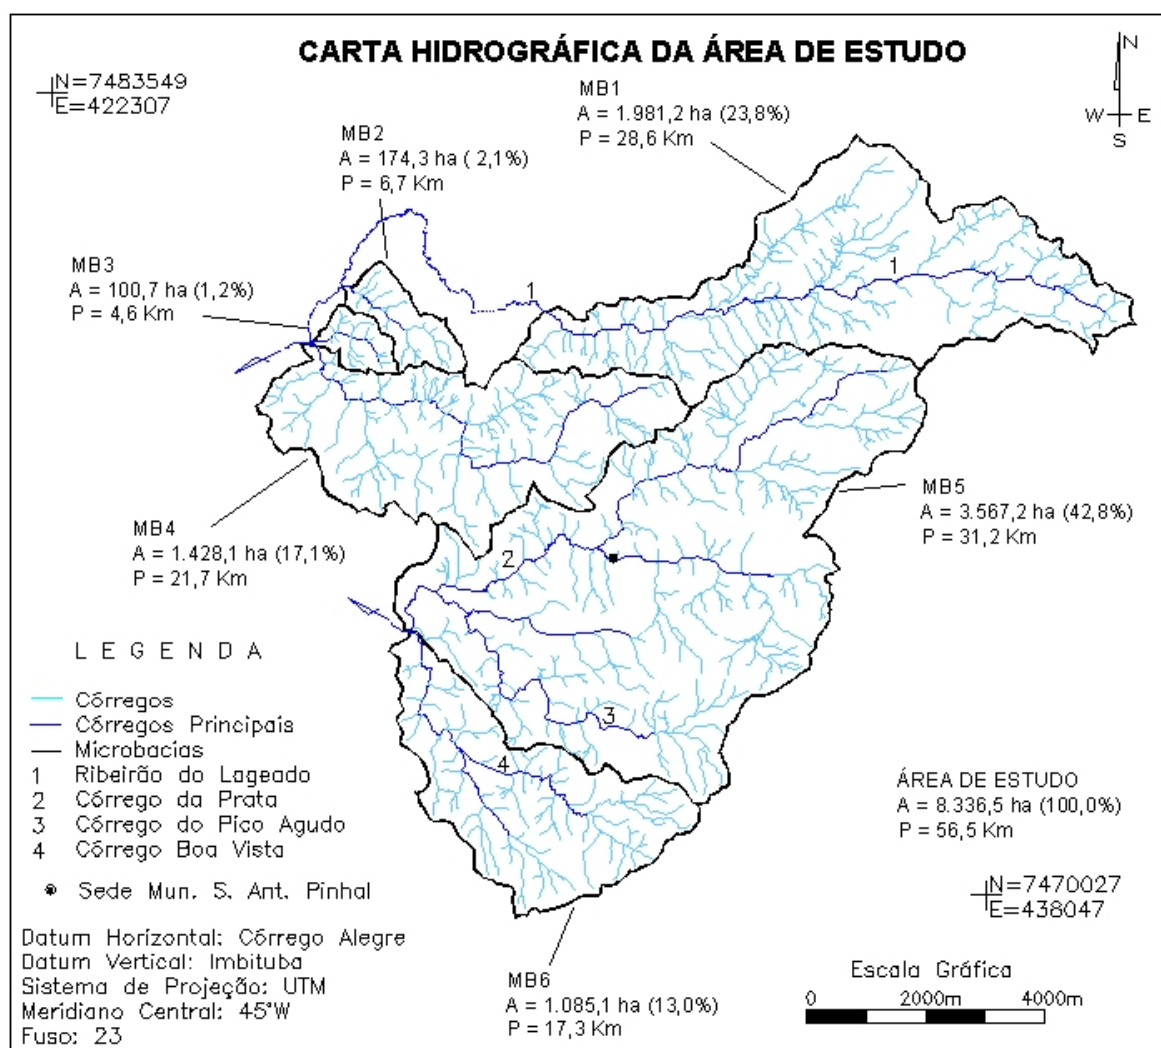 CARTA HIDROGRÁFICA DA ÁREA DE ESTUDO
N=7483549
E=422307
N
W E
S
MB1
A = 1.981,2 ha (23,8%)
P = 28,6 Km
MB2
A = 174,3 ha ( 2,1%)
P = 6,7 Km
MB3
A = 100,7 ha (1,2%)
P = 4,6 Km
1
1
MB5
A = 3.567,2 ha (42,8%)
P = 31,2 Km
MB4
A = 1.428,1 ha (17,1%)
P = 21,7 Km
2
3
4
L E G E N D A
Córregos
Córregos Principais
Microbacias
1 Ribeirão do Lageado
2 Córrego da Prata
3 Córrego do Pico Agudo
4 Córrego Boa Vista
Sede Mun. S. Ant. Pinhal
ÁREA DE ESTUDO
A = 8.336,5 ha (100,0%)
P = 56,5 Km
N=7470027
E=438047
Datum Horizontal: Córrego Alegre
Datum Vertical: Imbituba
Sistema de Projeção: UTM
Meridiano Central: 45°W
Fuso: 23
MB6
A = 1.085,1 ha (13,0%)
P = 17,3 Km
Escala Gráfica
0 2000m 4000m